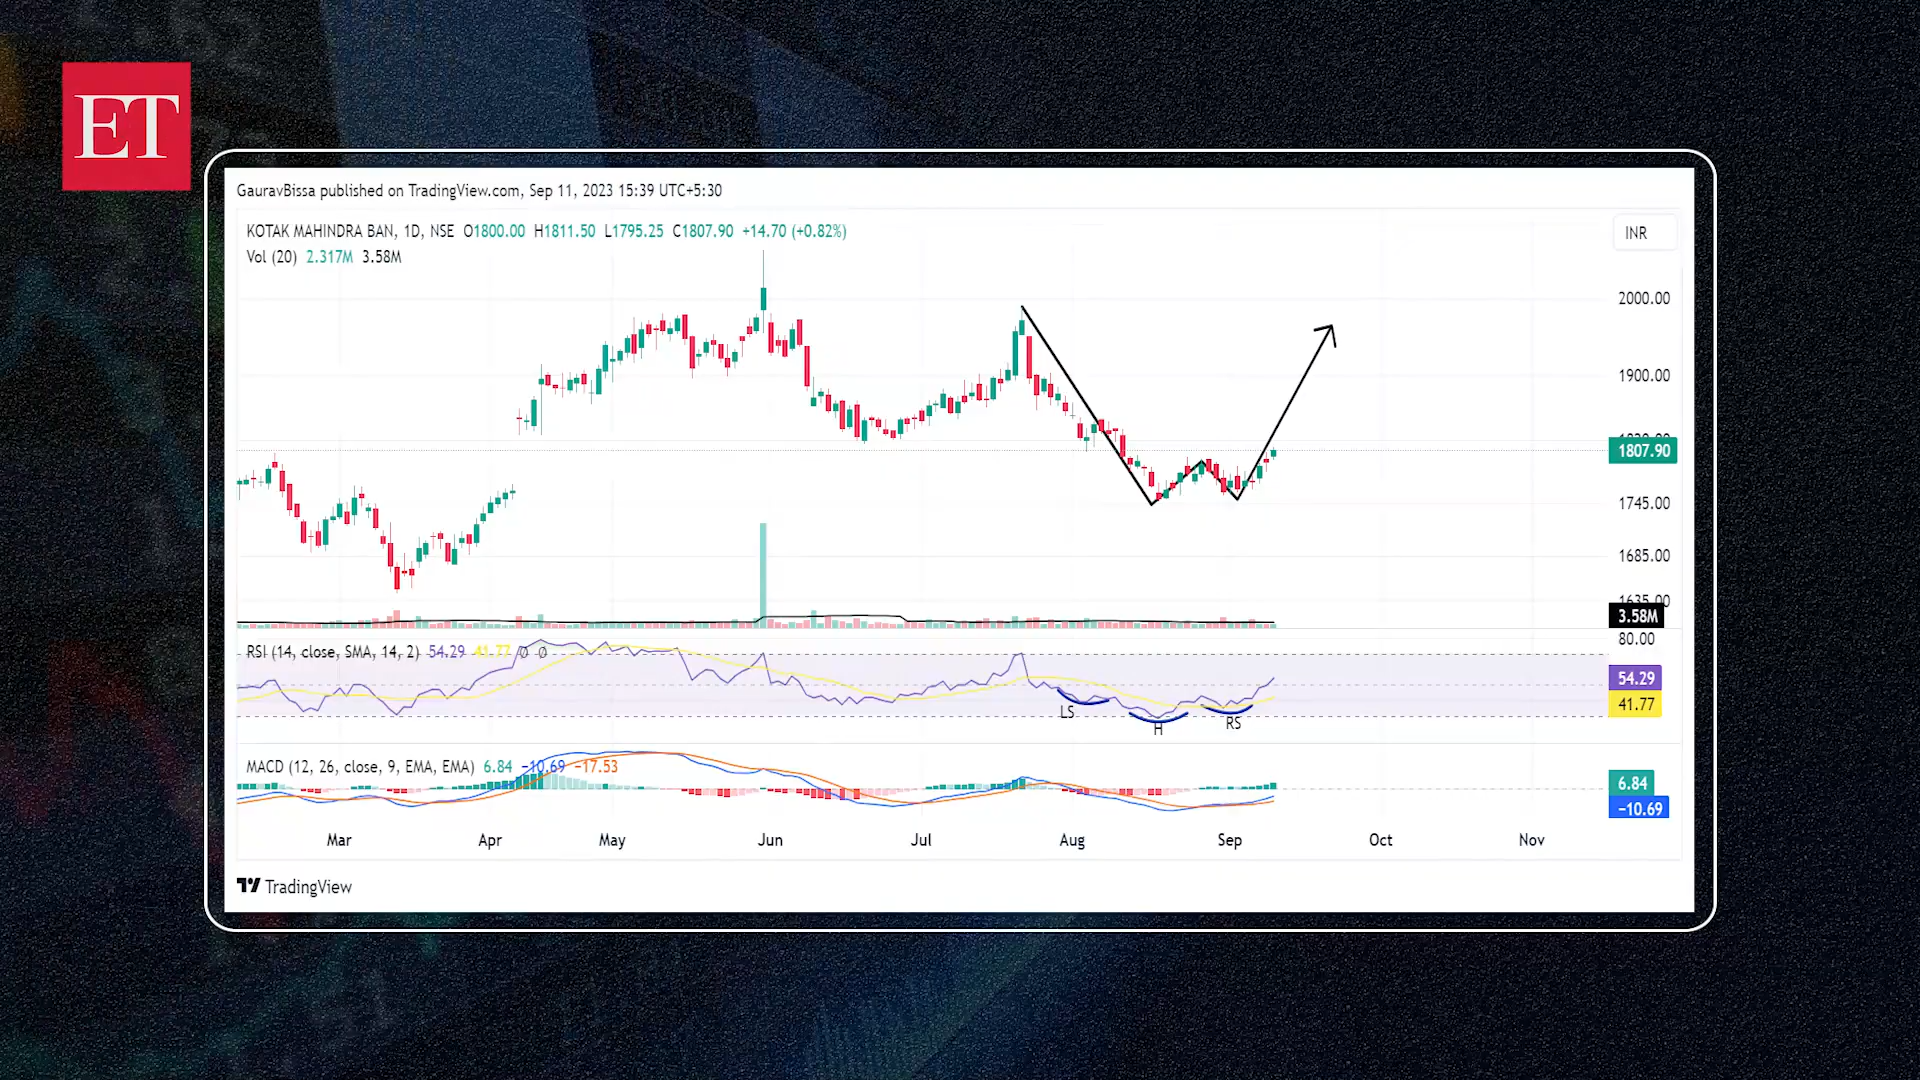 ET
GauravBissa published on TradingView.com, Sep 11, 2023 15:39 UTC+5:30
KOTAK MAHINDRA BAN, 1D, NSE O1800.00 H1811.50 L1795.25 C1807.90 +14.70 (+0.82%)
INR
Vol (20) 2.317M 3.58M
2000.00
1900.00
1807.90
1745.00
1685.00
1635.00
3.58M
80.00
RSI (14, close, SMA, 14, 2) 54.29 41.77 Ø Ø
54.29
41.77
LS
H
RS
MACD (12, 26, close, 9, EMA, EMA) 6.84 −10.69 −17.53
6.84
−10.69
Mar Apr May Jun Jul Aug Sep Oct Nov
TradingView